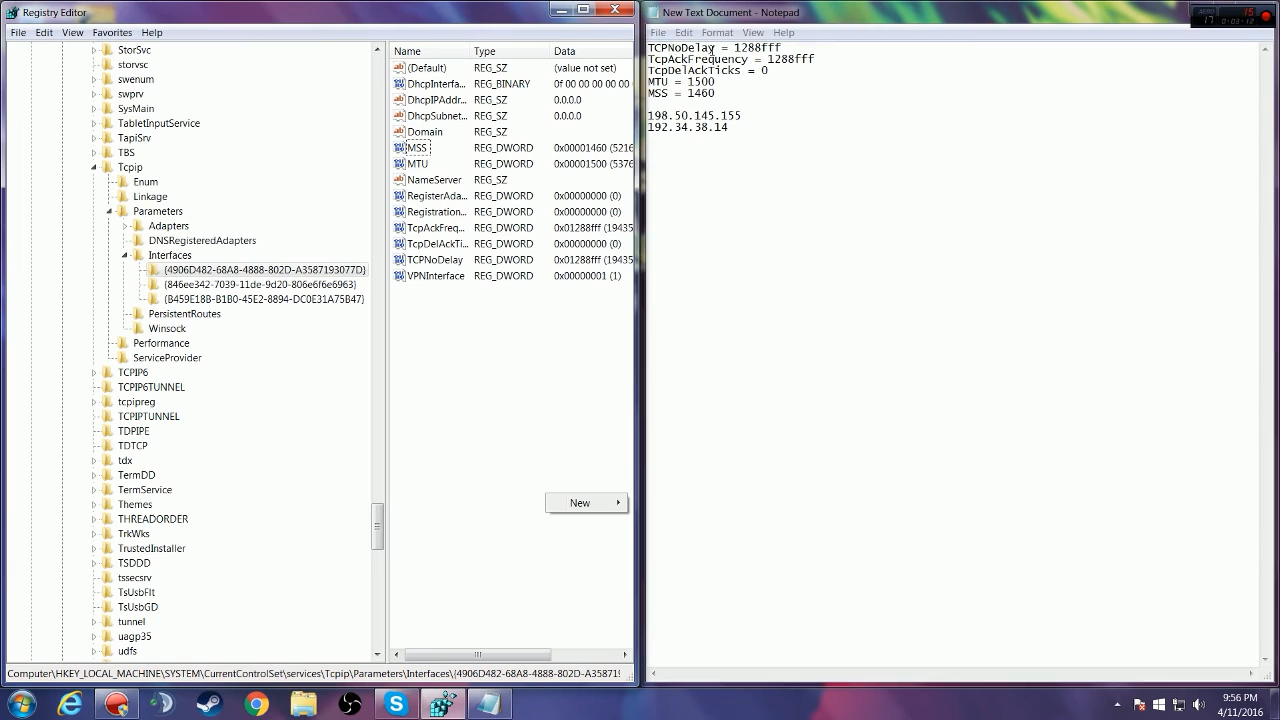 Registry Editor
File Edit View Favorites Help
StorSvc
storvsc
swenum
swprv
SysMain
TabletInputService
TapiSrv
TBS
Tcpip
Enum
Linkage
Parameters
Adapters
DNSRegisteredAdapters
Interfaces
{4906D482-68A8-4888-802D-A3587193077D}
{846ee342-7039-11de-9d20-806e6f6e6963}
{B459E18B-B1B0-45E2-8894-DC0E31A75B47}
PersistentRoutes
Winsock
Performance
ServiceProvider
TCPIP6
TCPIP6TUNNEL
tcpipreg
TCPIPTUNNEL
TDPIPE
TDTCP
tdx
TermDD
TermService
Themes
THREADORDER
TrkWks
TrustedInstaller
TSDDD
tssecsrv
TsUsbFlt
TsUsbGD
tunnel
uagp35
udfs
Name Type Data
(Default) REG_SZ (value not set)
DhcpInterfa... REG_BINARY 0f 00 00 00 00 00
DhcpIPAddr... REG_SZ 0.0.0.0
DhcpSubnet... REG_SZ 0.0.0.0
Domain REG_SZ
MSS REG_DWORD 0x00001460 (5216
MTU REG_DWORD 0x00001500 (5376
NameServer REG_SZ
RegisterAda... REG_DWORD 0x00000000 (0)
Registration... REG_DWORD 0x00000000 (0)
TcpAckFreq... REG_DWORD 0x01288fff (19435
TcpDelAckTi... REG_DWORD 0x00000000 (0)
TCPNoDelay REG_DWORD 0x01288fff (19435
VPNInterface REG_DWORD 0x00000001 (1)
New
Computer\HKEY_LOCAL_MACHINE\SYSTEM\CurrentControlSet\services\Tcpip\Parameters\Interfaces\{4906D482-68A8-4888-802D-A35871
New Text Document - Notepad
File Edit Format View Help
TCPNoDelay = 1288fff
TcpAckFrequency = 1288fff
TcpDelAckTicks = 0
MTU = 1500
MSS = 1460
198.50.145.155
192.34.38.14
AERO 15
17 0:03:12
9:56 PM
4/11/2016